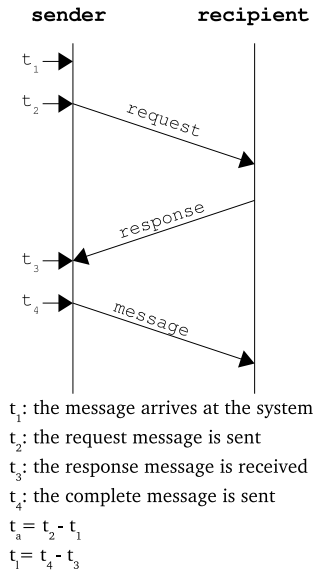 sender recipient
t₁
t₂
request
response
t₃
t₄
message
t₁: the message arrives at the system
t₂: the request message is sent
t₃: the response message is received
t₄: the complete message is sent
tₐ= t₂- t₁
tₗ= t₄- t₃